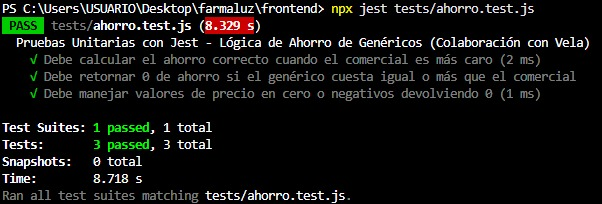 PS C:\Users\USUARIO\Desktop\farmaluz\frontend> npx jest tests/ahorro.test.js
PASS tests/ahorro.test.js (8.329 s)
Pruebas Unitarias con Jest - Lógica de Ahorro de Genéricos (Colaboración con Vela)
√ Debe calcular el ahorro correcto cuando el comercial es más caro (2 ms)
√ Debe retornar 0 de ahorro si el genérico cuesta igual o más que el comercial
√ Debe manejar valores de precio en cero o negativos devolviendo 0 (1 ms)
Test Suites: 1 passed, 1 total
Tests: 3 passed, 3 total
Snapshots: 0 total
Time: 8.718 s
Ran all test suites matching tests/ahorro.test.js.